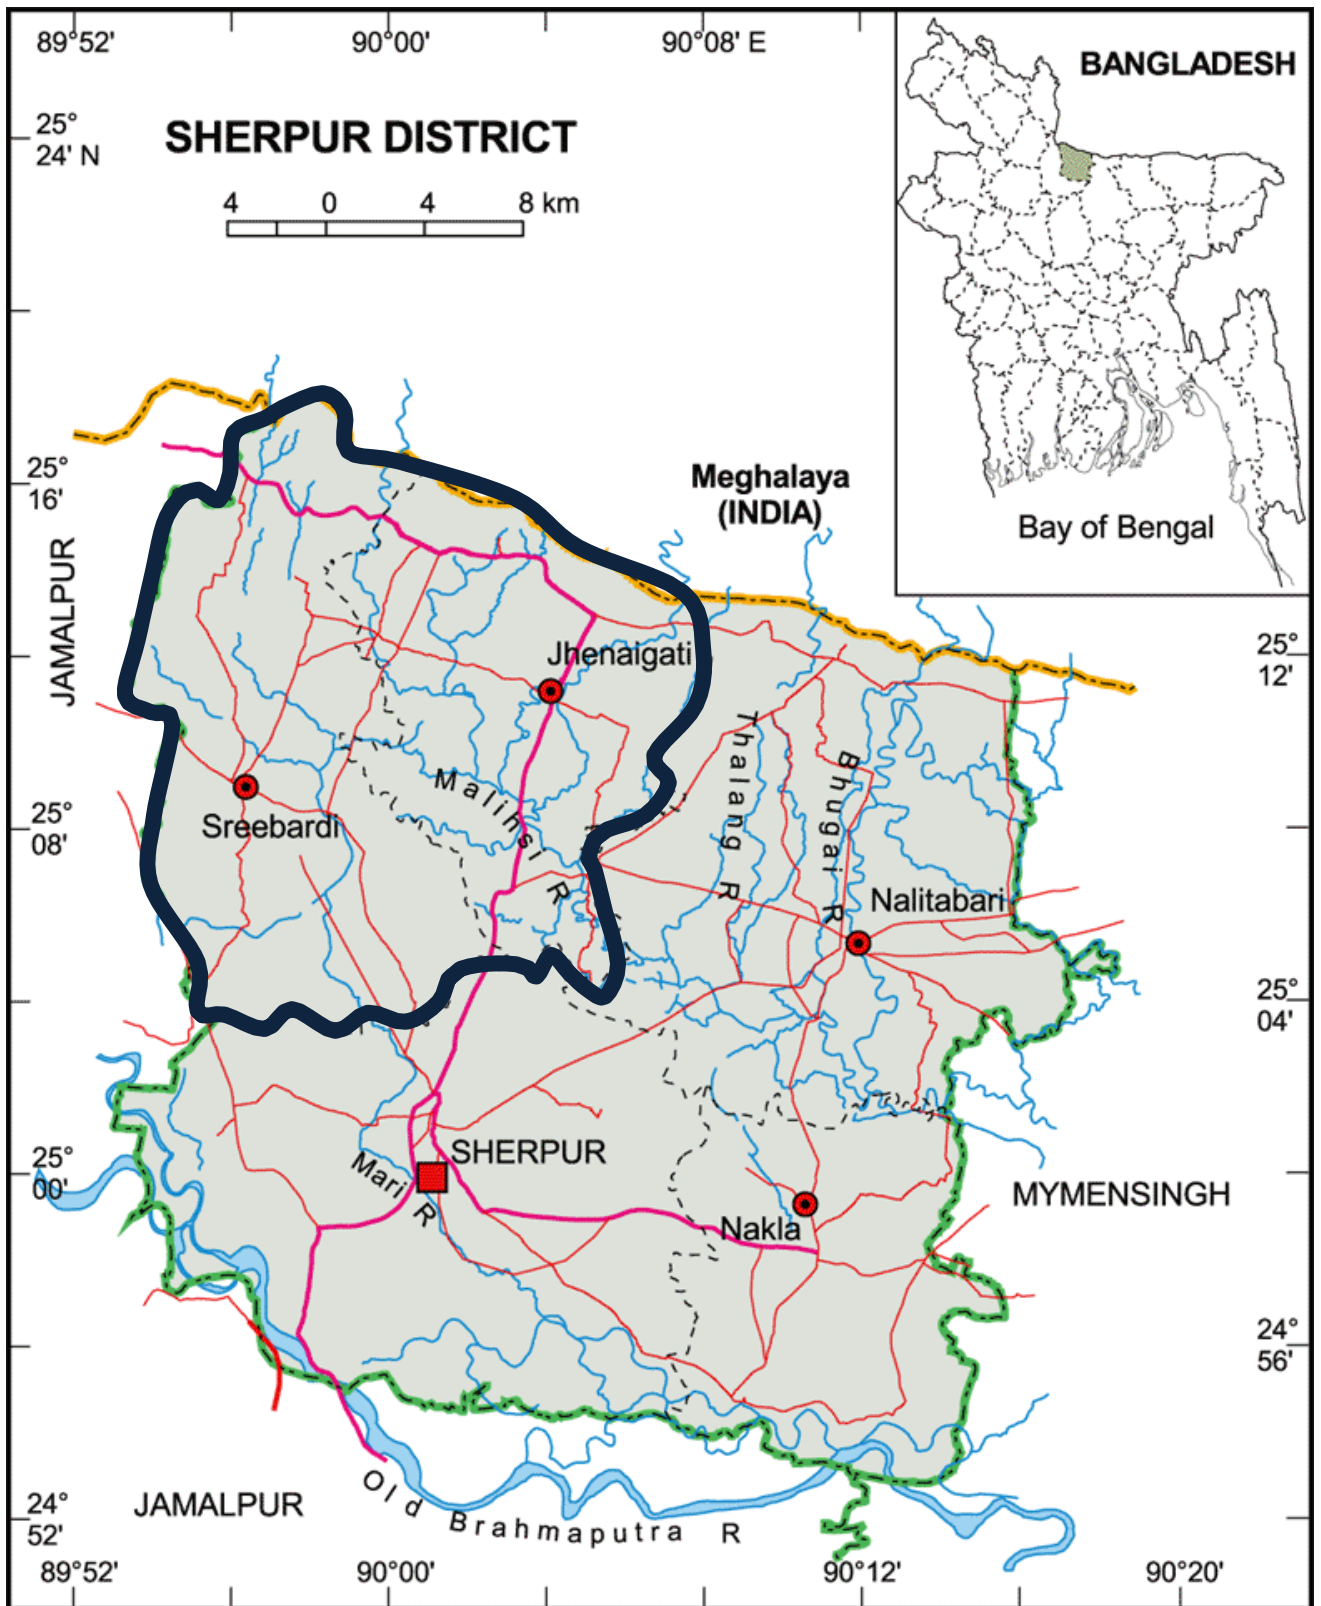 89°52'
90°00'
90°08' E
BANGLADESH
25°
24' N
SHERPUR DISTRICT
4 0 4 8 km
25°
16'
Meghalaya
(INDIA)
Bay of Bengal
JAMALPUR
Jhenaigati
25°
12'
Thalang R
Bhugai R
Malihsi R
Sreebardi
25°
08'
Nalitabari
25°
04'
SHERPUR
Mari R
25°
00'
MYMENSINGH
Nakla
24°
56'
JAMALPUR
Old Brahmaputra R
24°
52'
89°52'
90°00'
90°12'
90°20'